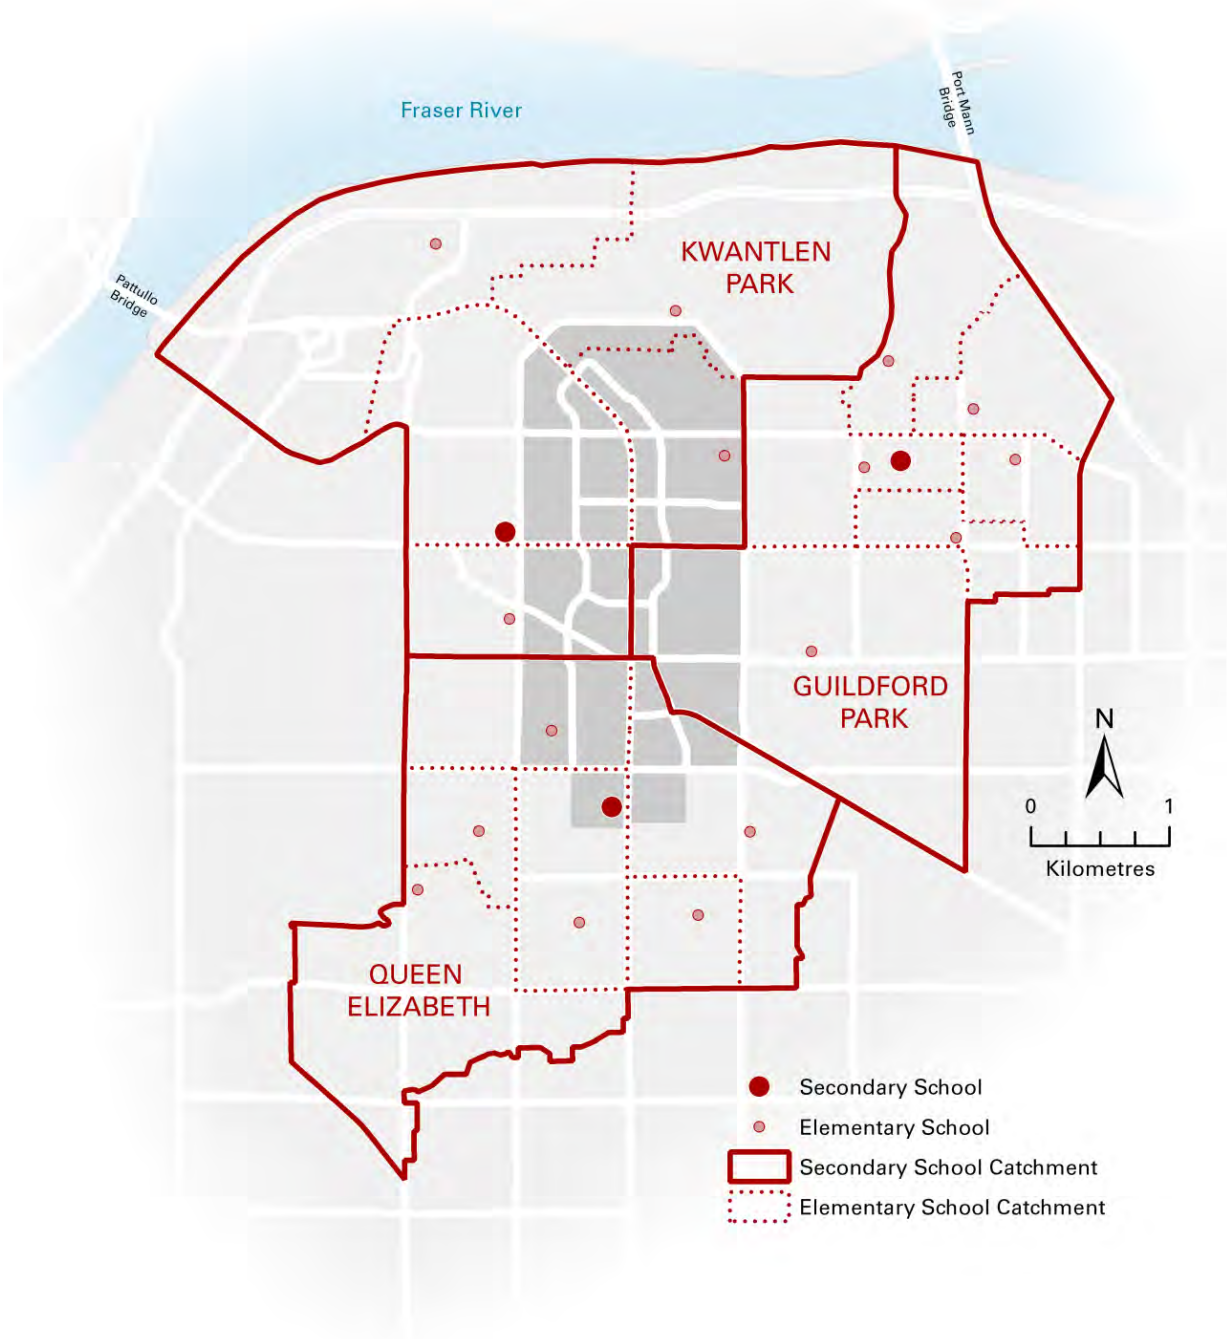 Fraser River
Port Mann
Bridge
KWANTLEN
PARK
Pattullo
Bridge
GUILDFORD
PARK
N
0 1
Kilometres
QUEEN
ELIZABETH
Secondary School
Elementary School
Secondary School Catchment
Elementary School Catchment